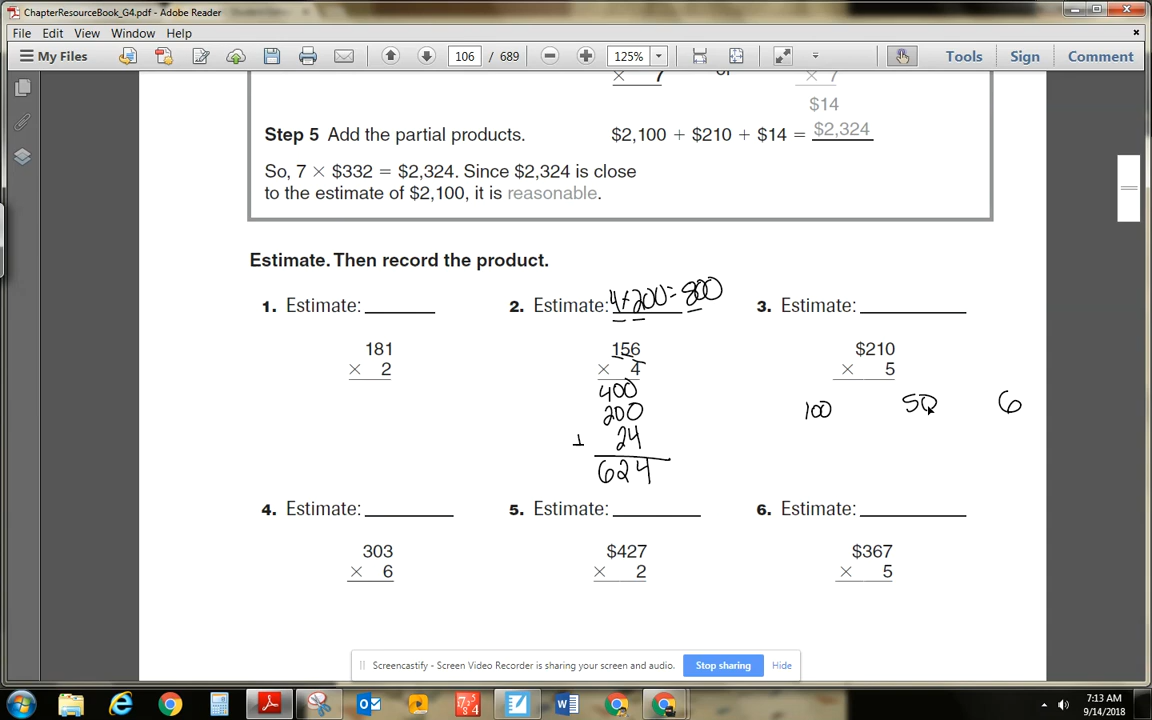 ChapterResourceBook_G4.pdf - Adobe Reader
File Edit View Window Help
My Files 106 / 689 125% Tools Sign Comment
× 7 or × 7
$14
Step 5 Add the partial products. $2,100 + $210 + $14 = $2,324
So, 7 × $332 = $2,324. Since $2,324 is close
to the estimate of $2,100, it is reasonable.
Estimate. Then record the product.
1. Estimate: 2. Estimate: 4×200=800 3. Estimate:
181 156 $210
× 2 × 4 × 5
400
200 100 50 6
+ 24
624
4. Estimate: 5. Estimate: 6. Estimate:
303 $427 $367
× 6 × 2 × 5
Screencastify - Screen Video Recorder is sharing your screen and audio. Stop sharing Hide
7:13 AM
9/14/2018